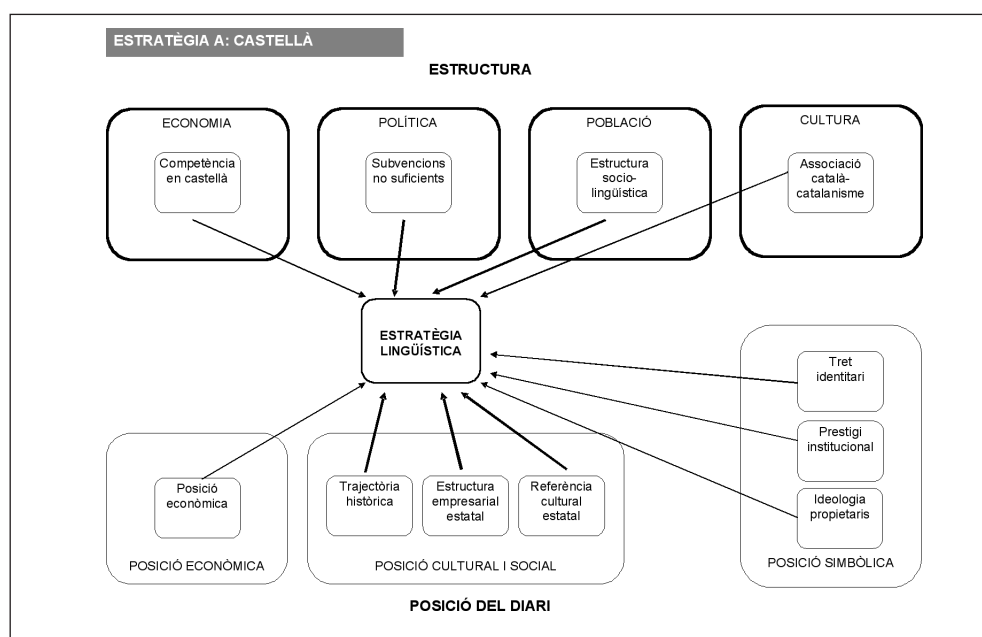 ESTRATÈGIA A: CASTELLÀ
ESTRUCTURA
ECONOMIA
Competència
en castellà
POLÍTICA
Subvencions
no suficients
POBLACIÓ
Estructura
socio-
lingüística
CULTURA
Associació
català-
catalanisme
ESTRATÈGIA
LINGÜÍSTICA
Posició
econòmica
POSICIÓ ECONÒMICA
Trajectòria
històrica
Estructura
empresarial
estatal
Referència
cultural
estatal
POSICIÓ CULTURAL I SOCIAL
Tret
identitari
Prestigi
institucional
Ideologia
propietaris
POSICIÓ SIMBÒLICA
POSICIÓ DEL DIARI